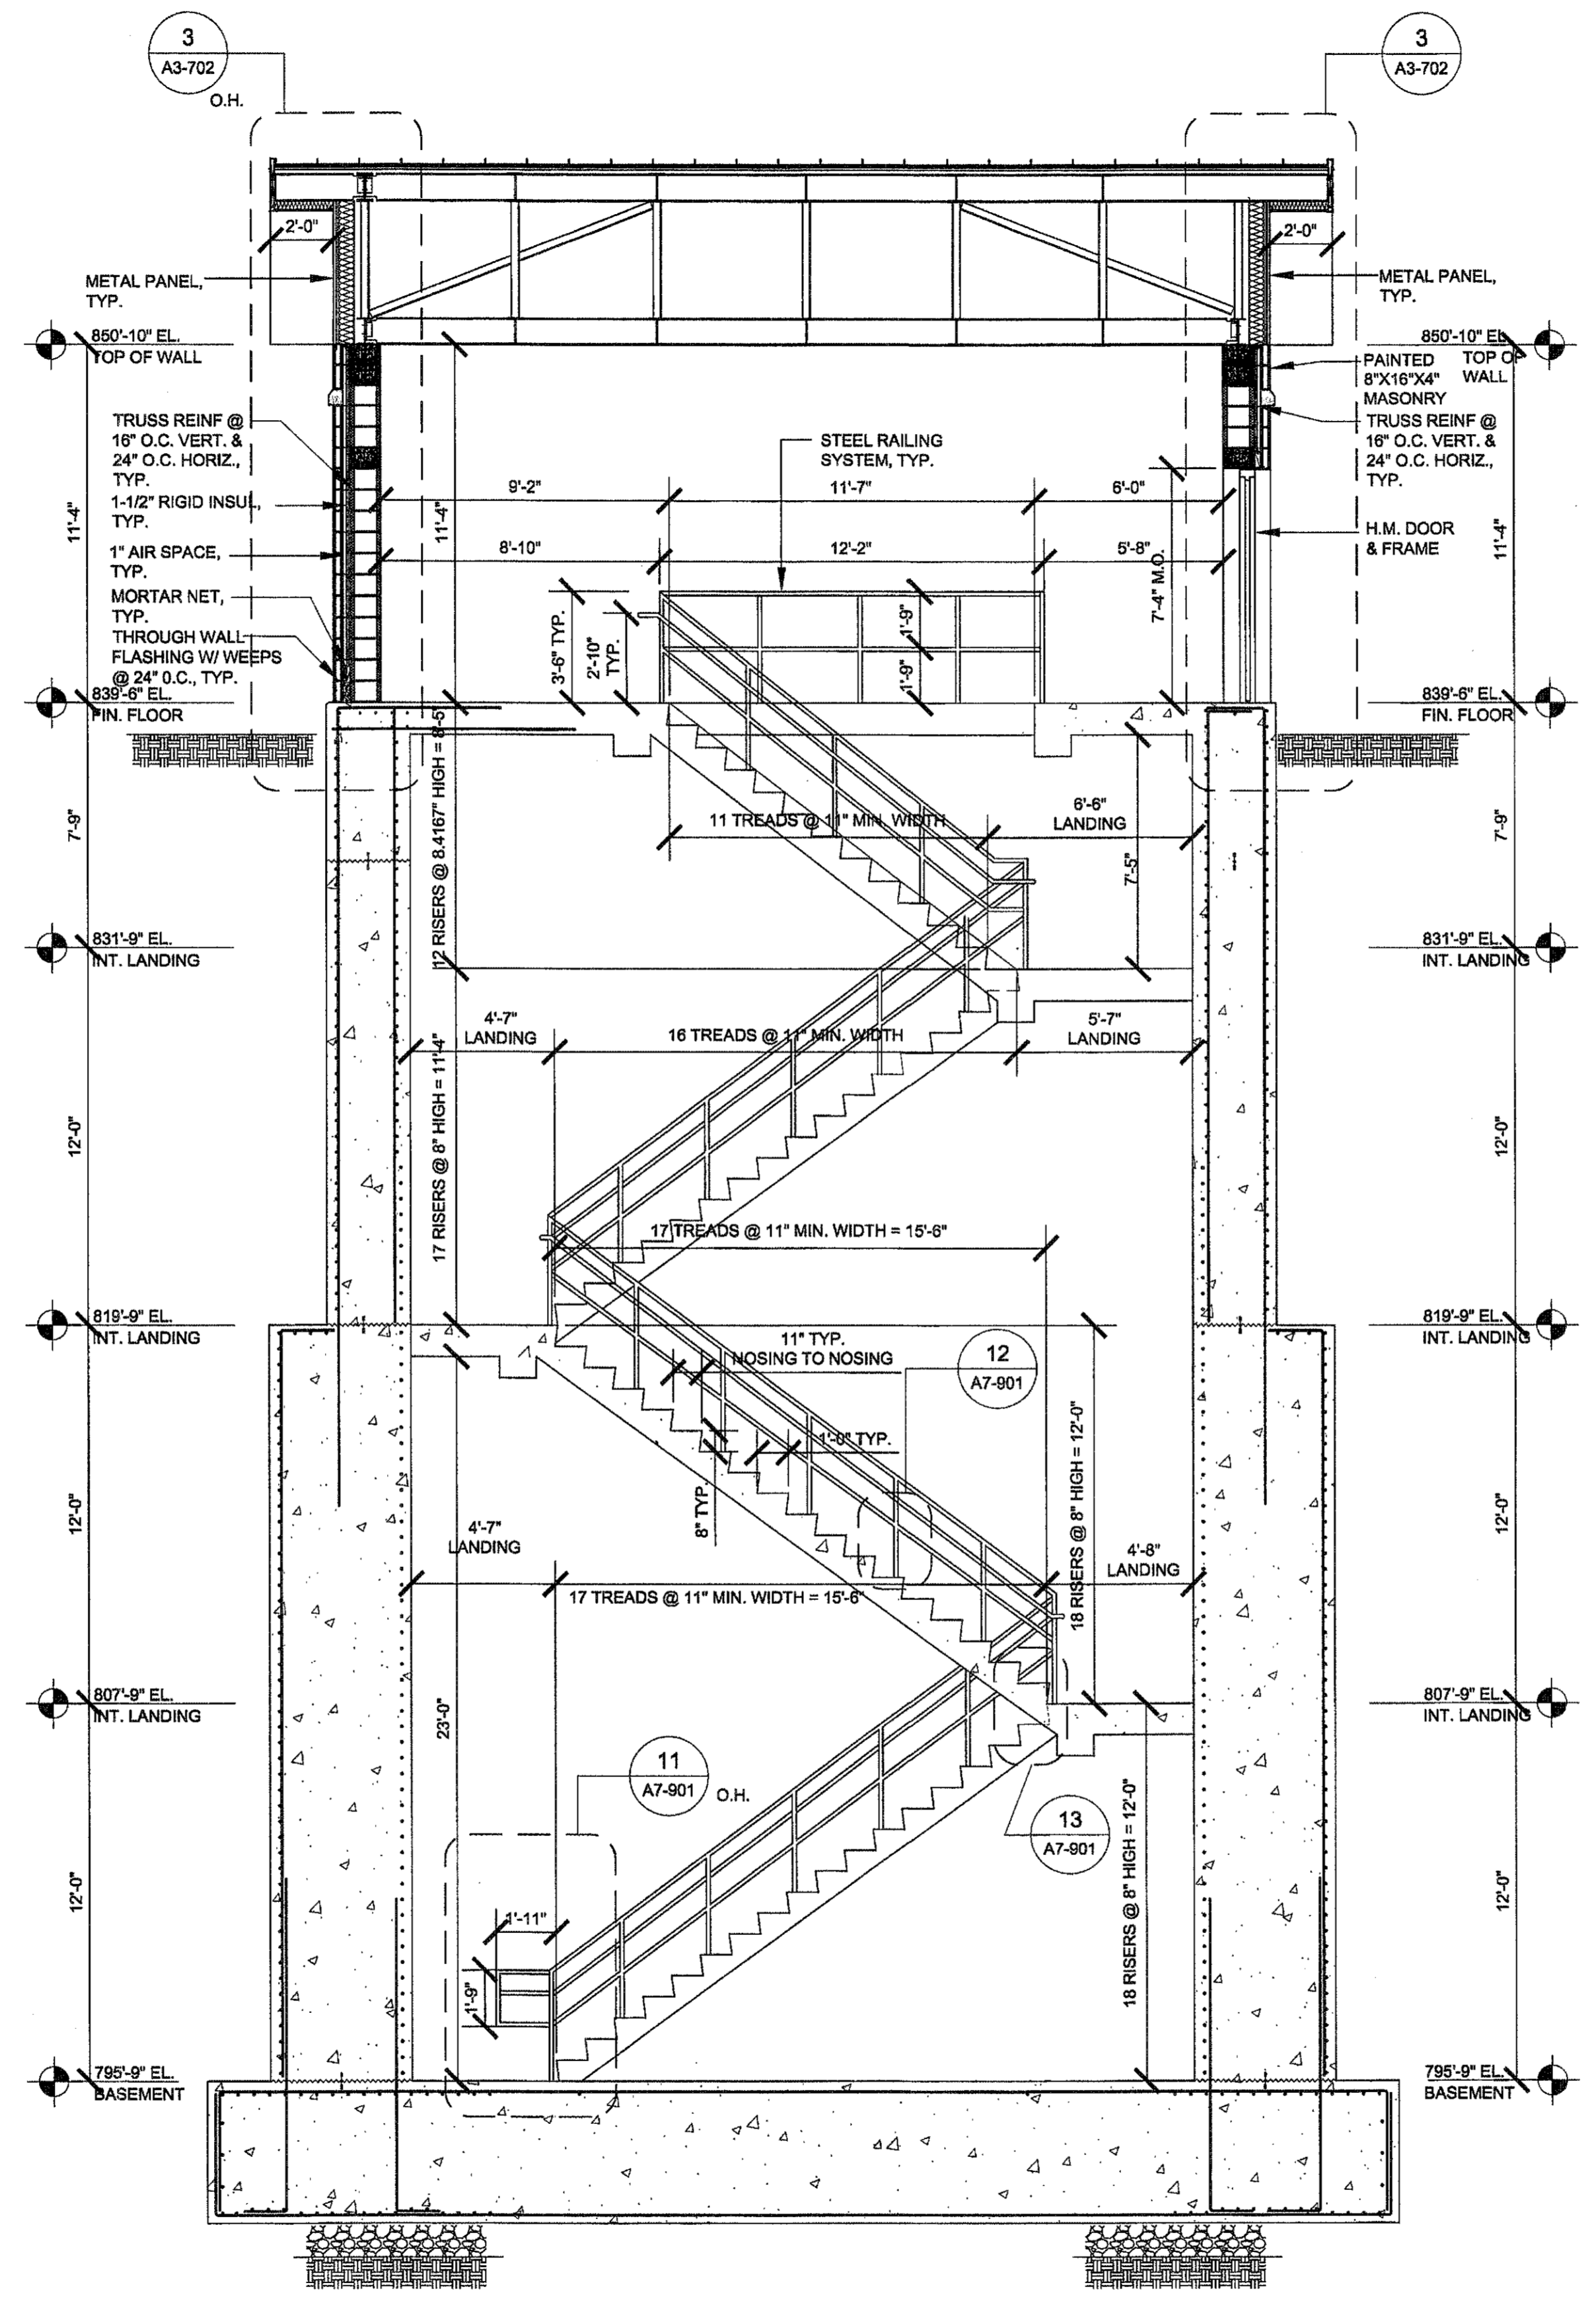 3
A3-702
O.H.
3
A3-702
2'-0"
2'-0"
METAL PANEL,
TYP.
METAL PANEL,
TYP.
850'-10" EL.
TOP OF WALL
850'-10" EL.
TOP OF
WALL
PAINTED
8"X16"X4"
MASONRY
TRUSS REINF @
16" O.C. VERT. &
24" O.C. HORIZ.,
TYP.
TRUSS REINF @
16" O.C. VERT. &
24" O.C. HORIZ.,
TYP.
STEEL RAILING
SYSTEM, TYP.
1-1/2" RIGID INSUL,
TYP.
9'-2"
11'-7"
6'-0"
11'-4"
11'-4"
11'-4"
H.M. DOOR
& FRAME
1" AIR SPACE,
TYP.
8'-10"
12'-2"
5'-8"
7'-4" M.O.
MORTAR NET,
TYP.
THROUGH WALL
FLASHING W/ WEEPS
@ 24" O.C., TYP.
3'-6" TYP.
2'-10"
TYP.
1'-9"
1'-9"
839'-6" EL.
FIN. FLOOR
839'-6" EL.
FIN. FLOOR
12 RISERS @ 8.4167" HIGH = 8'-5"
7'-9"
11 TREADS @ 11" MIN. WIDTH
6'-6"
LANDING
7'-5"
7'-9"
831'-9" EL.
INT. LANDING
831'-9" EL.
INT. LANDING
4'-7"
LANDING
16 TREADS @ 11" MIN. WIDTH
5'-7"
LANDING
17 RISERS @ 8" HIGH = 11'-4"
12'-0"
12'-0"
17 TREADS @ 11" MIN. WIDTH = 15'-6"
819'-9" EL.
INT. LANDING
819'-9" EL.
INT. LANDING
11" TYP.
NOSING TO NOSING
12
A7-901
1'-0" TYP.
8" TYP.
18 RISERS @ 8" HIGH = 12'-0"
12'-0"
12'-0"
4'-7"
LANDING
4'-8"
LANDING
17 TREADS @ 11" MIN. WIDTH = 15'-6"
807'-9" EL.
INT. LANDING
807'-9" EL.
INT. LANDING
23'-0"
11
A7-901
O.H.
13
A7-901
18 RISERS @ 8" HIGH = 12'-0"
12'-0"
12'-0"
1'-11"
1'-9"
795'-9" EL.
BASEMENT
795'-9" EL.
BASEMENT